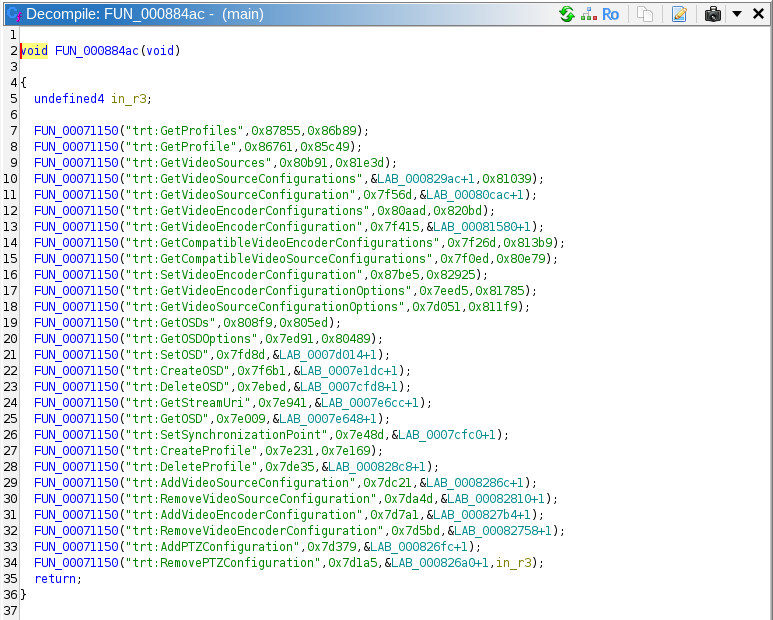 Decompile: FUN_000884ac - (main)
Ro
1
2 void FUN_000884ac(void)
3
4 {
5 undefined4 in_r3;
6
7 FUN_00071150("trt:GetProfiles",0x87855,0x86b89);
8 FUN_00071150("trt:GetProfile",0x86761,0x85c49);
9 FUN_00071150("trt:GetVideoSources",0x80b91,0x81e3d);
10 FUN_00071150("trt:GetVideoSourceConfigurations",&LAB_000829ac+1,0x81039);
11 FUN_00071150("trt:GetVideoSourceConfiguration",0x7f56d,&LAB_00080cac+1);
12 FUN_00071150("trt:GetVideoEncoderConfigurations",0x80aad,0x820bd);
13 FUN_00071150("trt:GetVideoEncoderConfiguration",0x7f415,&LAB_00081580+1);
14 FUN_00071150("trt:GetCompatibleVideoEncoderConfigurations",0x7f26d,0x813b9);
15 FUN_00071150("trt:GetCompatibleVideoSourceConfigurations",0x7f0ed,0x80e79);
16 FUN_00071150("trt:SetVideoEncoderConfiguration",0x87be5,0x82925);
17 FUN_00071150("trt:GetVideoEncoderConfigurationOptions",0x7eed5,0x81785);
18 FUN_00071150("trt:GetVideoSourceConfigurationOptions",0x7d051,0x811f9);
19 FUN_00071150("trt:GetOSDs",0x808f9,0x805ed);
20 FUN_00071150("trt:GetOSDOptions",0x7ed91,0x80489);
21 FUN_00071150("trt:SetOSD",0x7fd8d,&LAB_0007d014+1);
22 FUN_00071150("trt:CreateOSD",0x7f6b1,&LAB_0007e1dc+1);
23 FUN_00071150("trt:DeleteOSD",0x7ebed,&LAB_0007cfd8+1);
24 FUN_00071150("trt:GetStreamUri",0x7e941,&LAB_0007e6cc+1);
25 FUN_00071150("trt:GetOSD",0x7e009,&LAB_0007e648+1);
26 FUN_00071150("trt:SetSynchronizationPoint",0x7e48d,&LAB_0007cfc0+1);
27 FUN_00071150("trt:CreateProfile",0x7e231,0x7e169);
28 FUN_00071150("trt:DeleteProfile",0x7de35,&LAB_000828c8+1);
29 FUN_00071150("trt:AddVideoSourceConfiguration",0x7dc21,&LAB_0008286c+1);
30 FUN_00071150("trt:RemoveVideoSourceConfiguration",0x7da4d,&LAB_00082810+1);
31 FUN_00071150("trt:AddVideoEncoderConfiguration",0x7d7a1,&LAB_000827b4+1);
32 FUN_00071150("trt:RemoveVideoEncoderConfiguration",0x7d5bd,&LAB_00082758+1);
33 FUN_00071150("trt:AddPTZConfiguration",0x7d379,&LAB_000826fc+1);
34 FUN_00071150("trt:RemovePTZConfiguration",0x7d1a5,&LAB_000826a0+1,in_r3);
35 return;
36 }
37